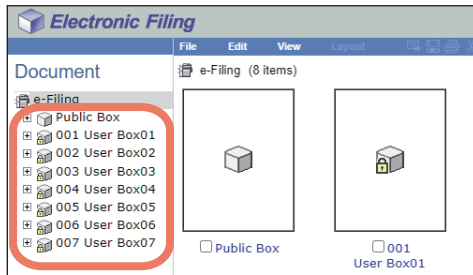 Electronic Filing
File Edit View Layout
Document
e-Filing (8 items)
e-Filing
Public Box
001 User Box01
002 User Box02
003 User Box03
004 User Box04
005 User Box05
006 User Box06
007 User Box07
Public Box
001
User Box01